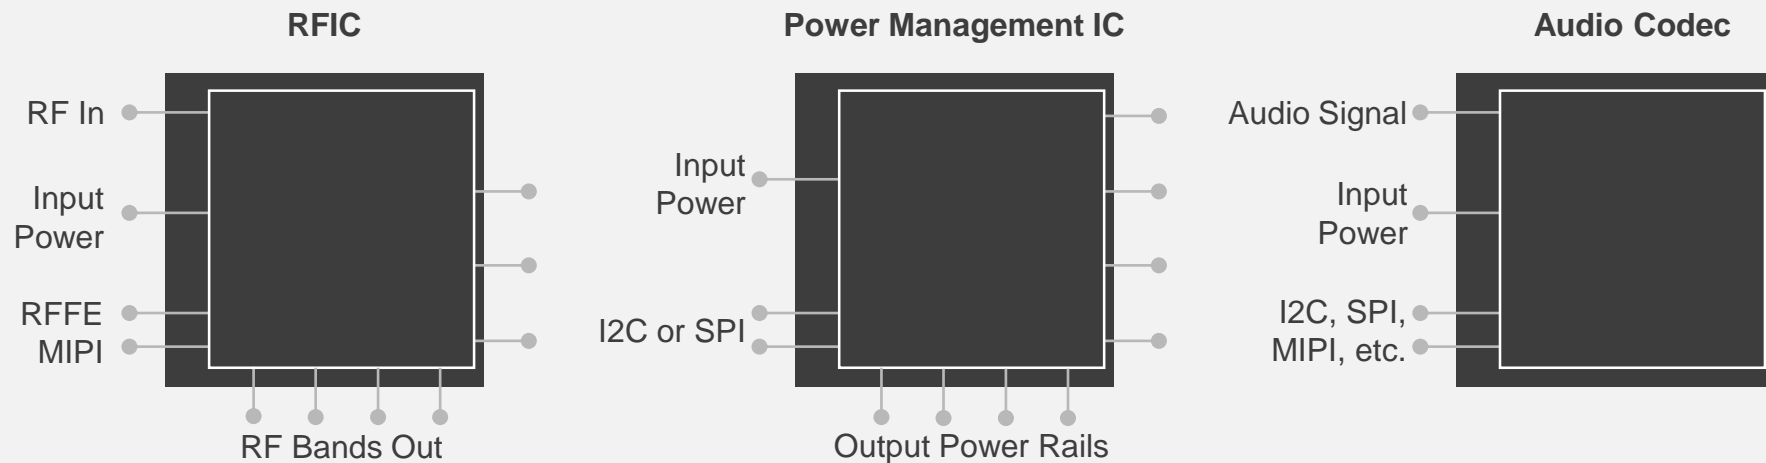 RFIC
RF In
Input
Power
RFFE
MIPI
RF Bands Out
Power Management IC
Input
Power
I2C or SPI
Output Power Rails
Audio Codec
Audio Signal
Input
Power
I2C, SPI,
MIPI, etc.